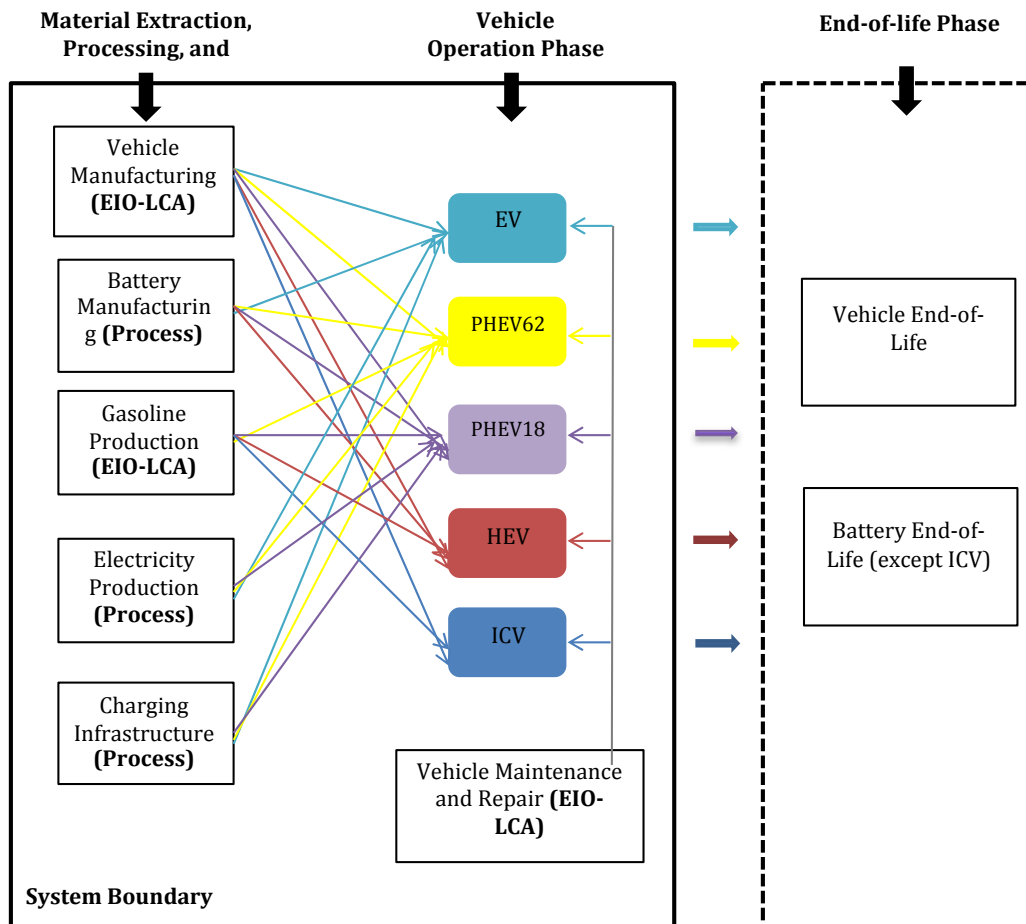 Material Extraction,
Processing, and
Vehicle
Operation Phase
End-of-life Phase
Vehicle
Manufacturing
(EIO-LCA)
Battery
Manufacturin
g (Process)
Gasoline
Production
(EIO-LCA)
Electricity
Production
(Process)
Charging
Infrastructure
(Process)
EV
PHEV62
PHEV18
HEV
ICV
Vehicle Maintenance
and Repair (EIO-
LCA)
Vehicle End-of-
Life
Battery End-of-
Life (except ICV)
System Boundary